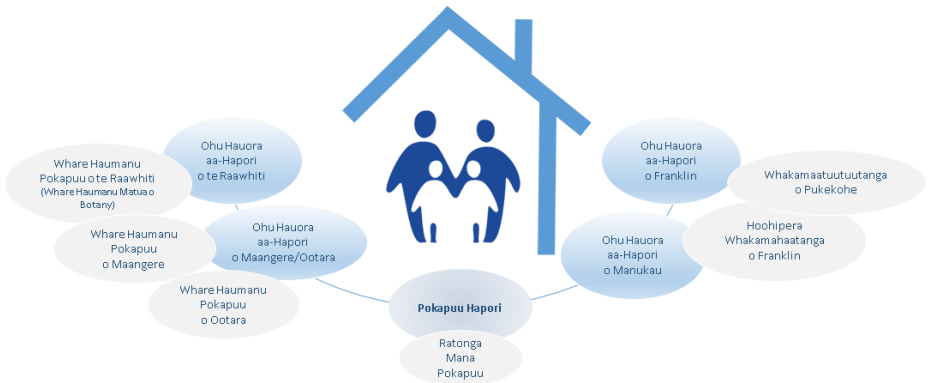 Ohu Hauora
aa-Hapori
o te Raawhiti
Whare Haumanu
Pokapuu o te Raawhiti
(Whare Haumanu Matua o
Botany)
Ohu Hauora
aa-Hapori
o Maangere/Ootara
Whare Haumanu
Pokapuu
o Maangere
Whare Haumanu
Pokapuu
o Ootara
Pokapuu Hapori
Ratonga
Mana
Pokapuu
Ohu Hauora
aa-Hapori
o Manukau
Ohu Hauora
aa-Hapori
o Franklin
Whakamaatuutuutanga
o Pukekohe
Hoohipera
Whakamahaatanga
o Franklin